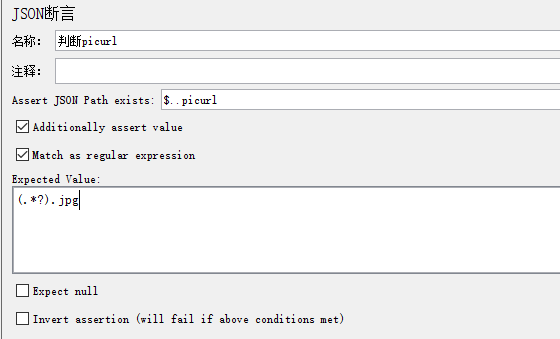 JSON断言
名称： 判断picurl
注释：
Assert JSON Path exists: $..picurl
Additionally assert value
Match as regular expression
Expected Value:
(.*?).jpg
Expect null
Invert assertion (will fail if above conditions met)